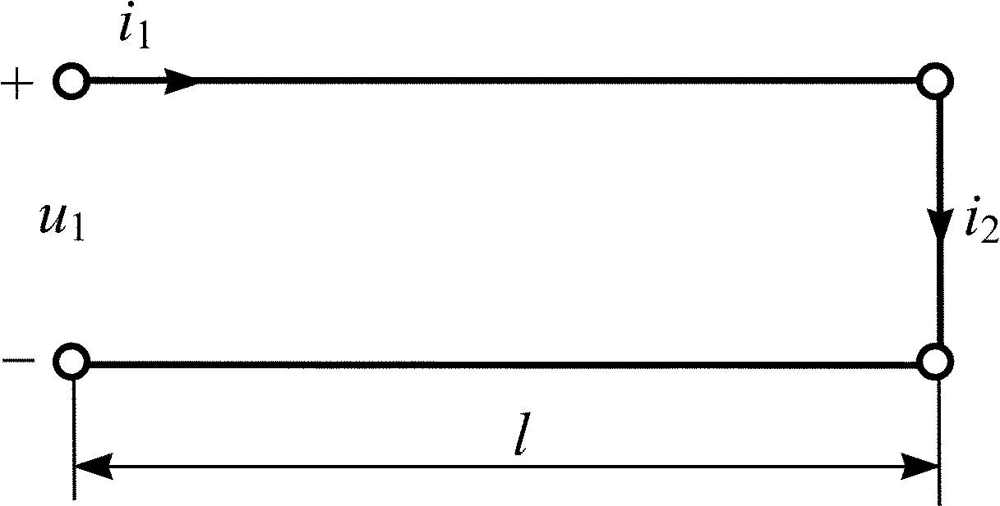 i₁
+
u₁
i₂
−
l